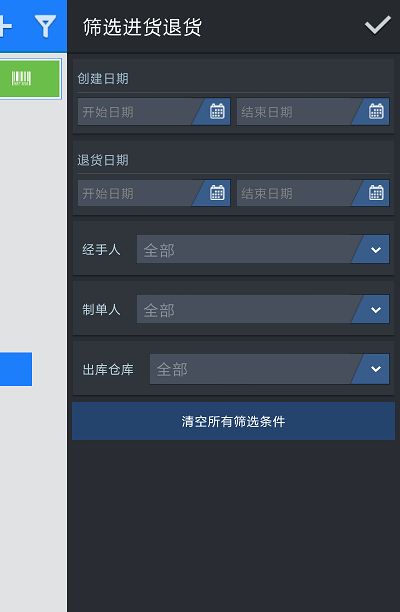 筛选进货退货
创建日期
开始日期 结束日期
退货日期
开始日期 结束日期
经手人 全部
制单人 全部
出库仓库 全部
清空所有筛选条件